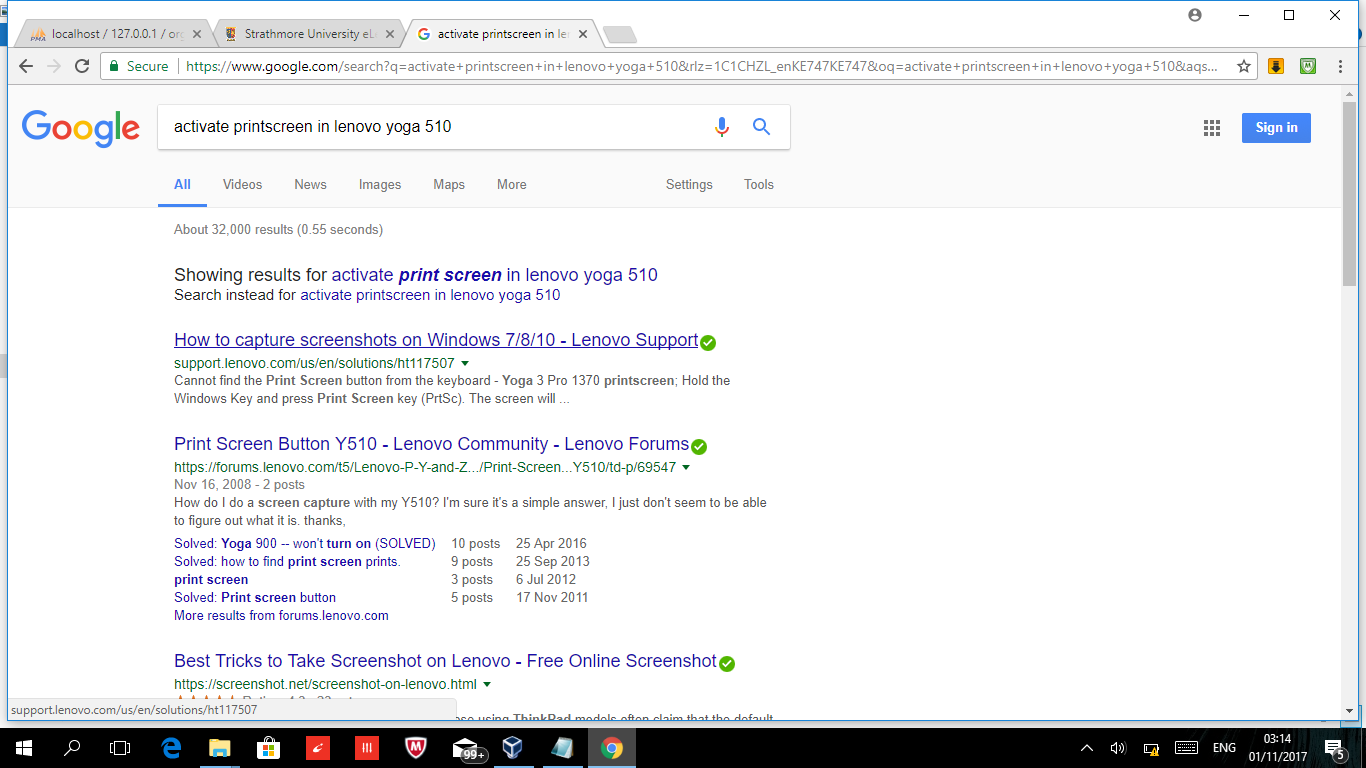 localhost / 127.0.0.1 / org
Strathmore University eL
activate printscreen in le
Secure
https://www.google.com/search?q=activate+printscreen+in+lenovo+yoga+510&rlz=1C1CHZL_enKE747KE747&oq=activate+printscreen+in+lenovo+yoga+510&aqs...
Google
activate printscreen in lenovo yoga 510
Sign in
All Videos News Images Maps More Settings Tools
About 32,000 results (0.55 seconds)
Showing results for activate print screen in lenovo yoga 510
Search instead for activate printscreen in lenovo yoga 510
How to capture screenshots on Windows 7/8/10 - Lenovo Support
support.lenovo.com/us/en/solutions/ht117507
Cannot find the Print Screen button from the keyboard - Yoga 3 Pro 1370 printscreen; Hold the
Windows Key and press Print Screen key (PrtSc). The screen will ...
Print Screen Button Y510 - Lenovo Community - Lenovo Forums
https://forums.lenovo.com/t5/Lenovo-P-Y-and-Z.../Print-Screen...Y510/td-p/69547
Nov 16, 2008 - 2 posts
How do I do a screen capture with my Y510? I'm sure it's a simple answer, I just don't seem to be able
to figure out what it is. thanks,
Solved: Yoga 900 -- won't turn on (SOLVED) 10 posts 25 Apr 2016
Solved: how to find print screen prints. 9 posts 25 Sep 2013
print screen 3 posts 6 Jul 2012
Solved: Print screen button 5 posts 17 Nov 2011
More results from forums.lenovo.com
Best Tricks to Take Screenshot on Lenovo - Free Online Screenshot
https://screenshot.net/screenshot-on-lenovo.html
support.lenovo.com/us/en/solutions/ht117507
using ThinkPad models often claim that the default
99+
ENG
03:14
01/11/2017
5